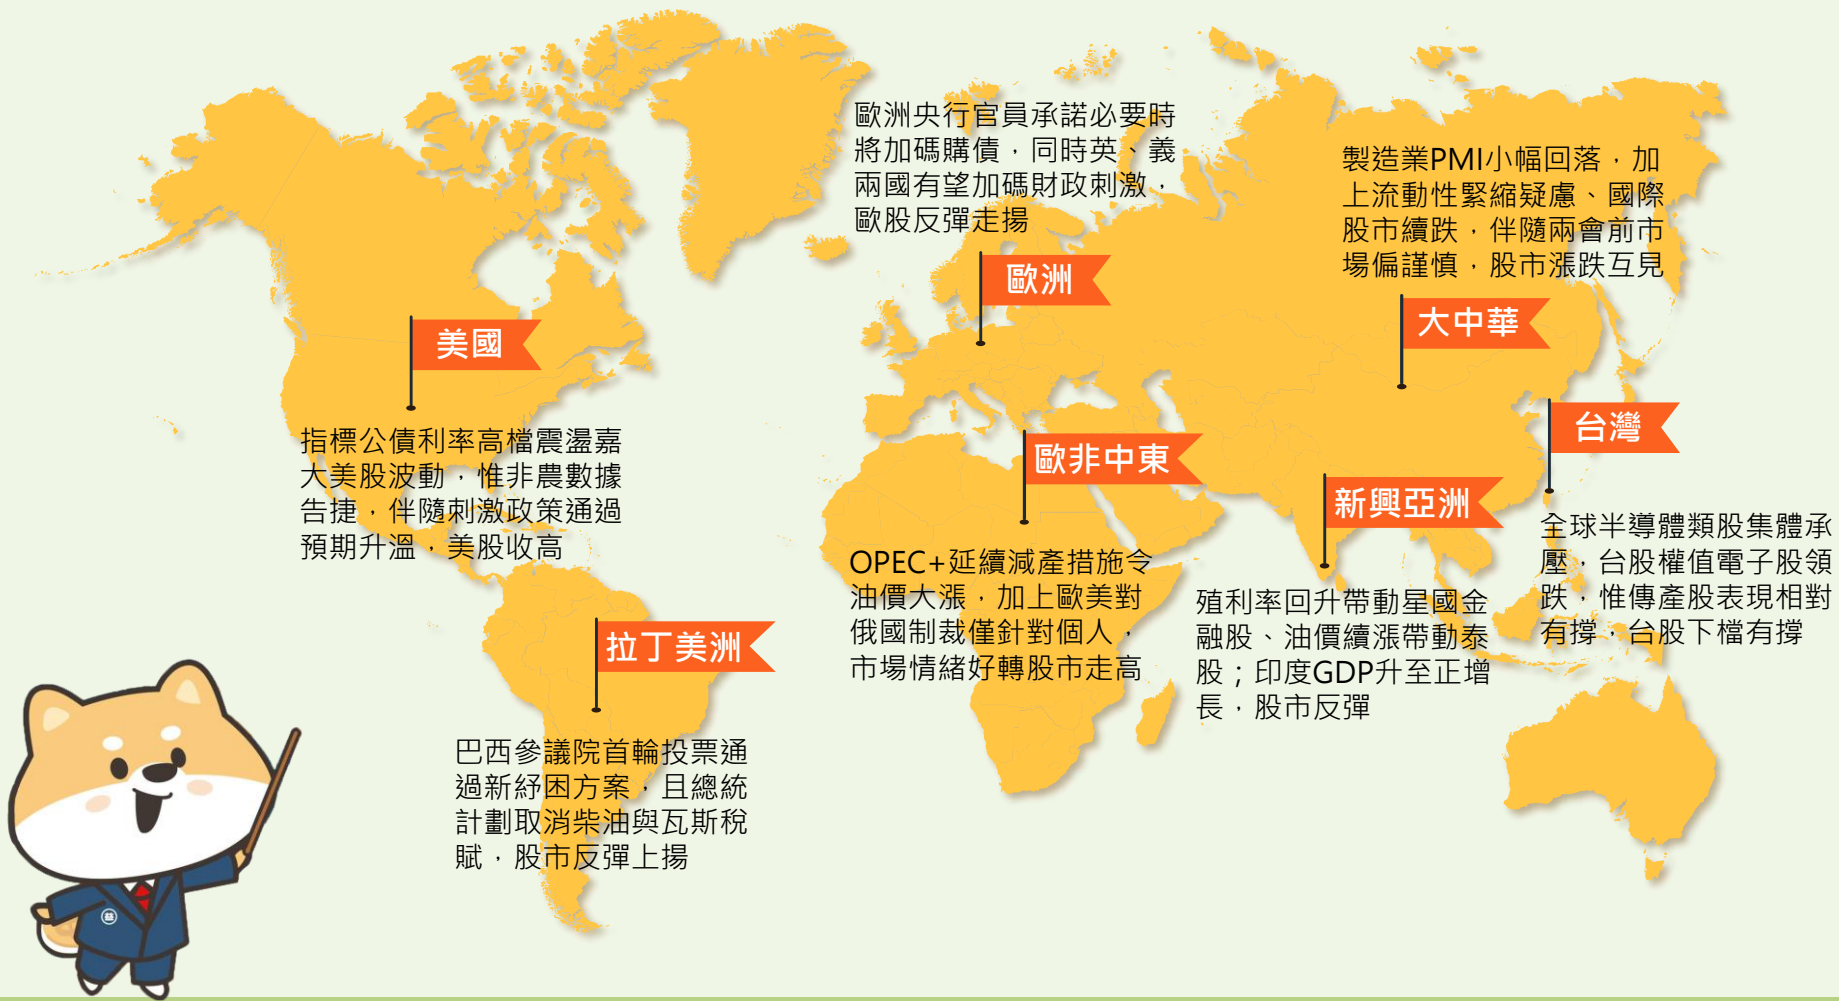 歐洲央行官員承諾必要時
將加碼購債，同時英、義
兩國有望加碼財政刺激，
歐股反彈走揚
歐洲
製造業PMI小幅回落，加
上流動性緊縮疑慮、國際
股市續跌，伴隨兩會前市
場偏謹慎，股市漲跌互見
大中華
美國
指標公債利率高檔震盪嘉
大美股波動，惟非農數據
告捷，伴隨刺激政策通過
預期升溫，美股收高
歐非中東
OPEC+延續減產措施令
油價大漲，加上歐美對
俄國制裁僅針對個人，
市場情緒好轉股市走高
新興亞洲
殖利率回升帶動星國金
融股、油價續漲帶動泰
股；印度GDP升至正增
長，股市反彈
台灣
全球半導體類股集體承
壓，台股權值電子股領
跌，惟傳產股表現相對
有撐，台股下檔有撐
拉丁美洲
巴西參議院首輪投票通
過新紓困方案，且總統
計劃取消柴油與瓦斯稅
賦，股市反彈上揚